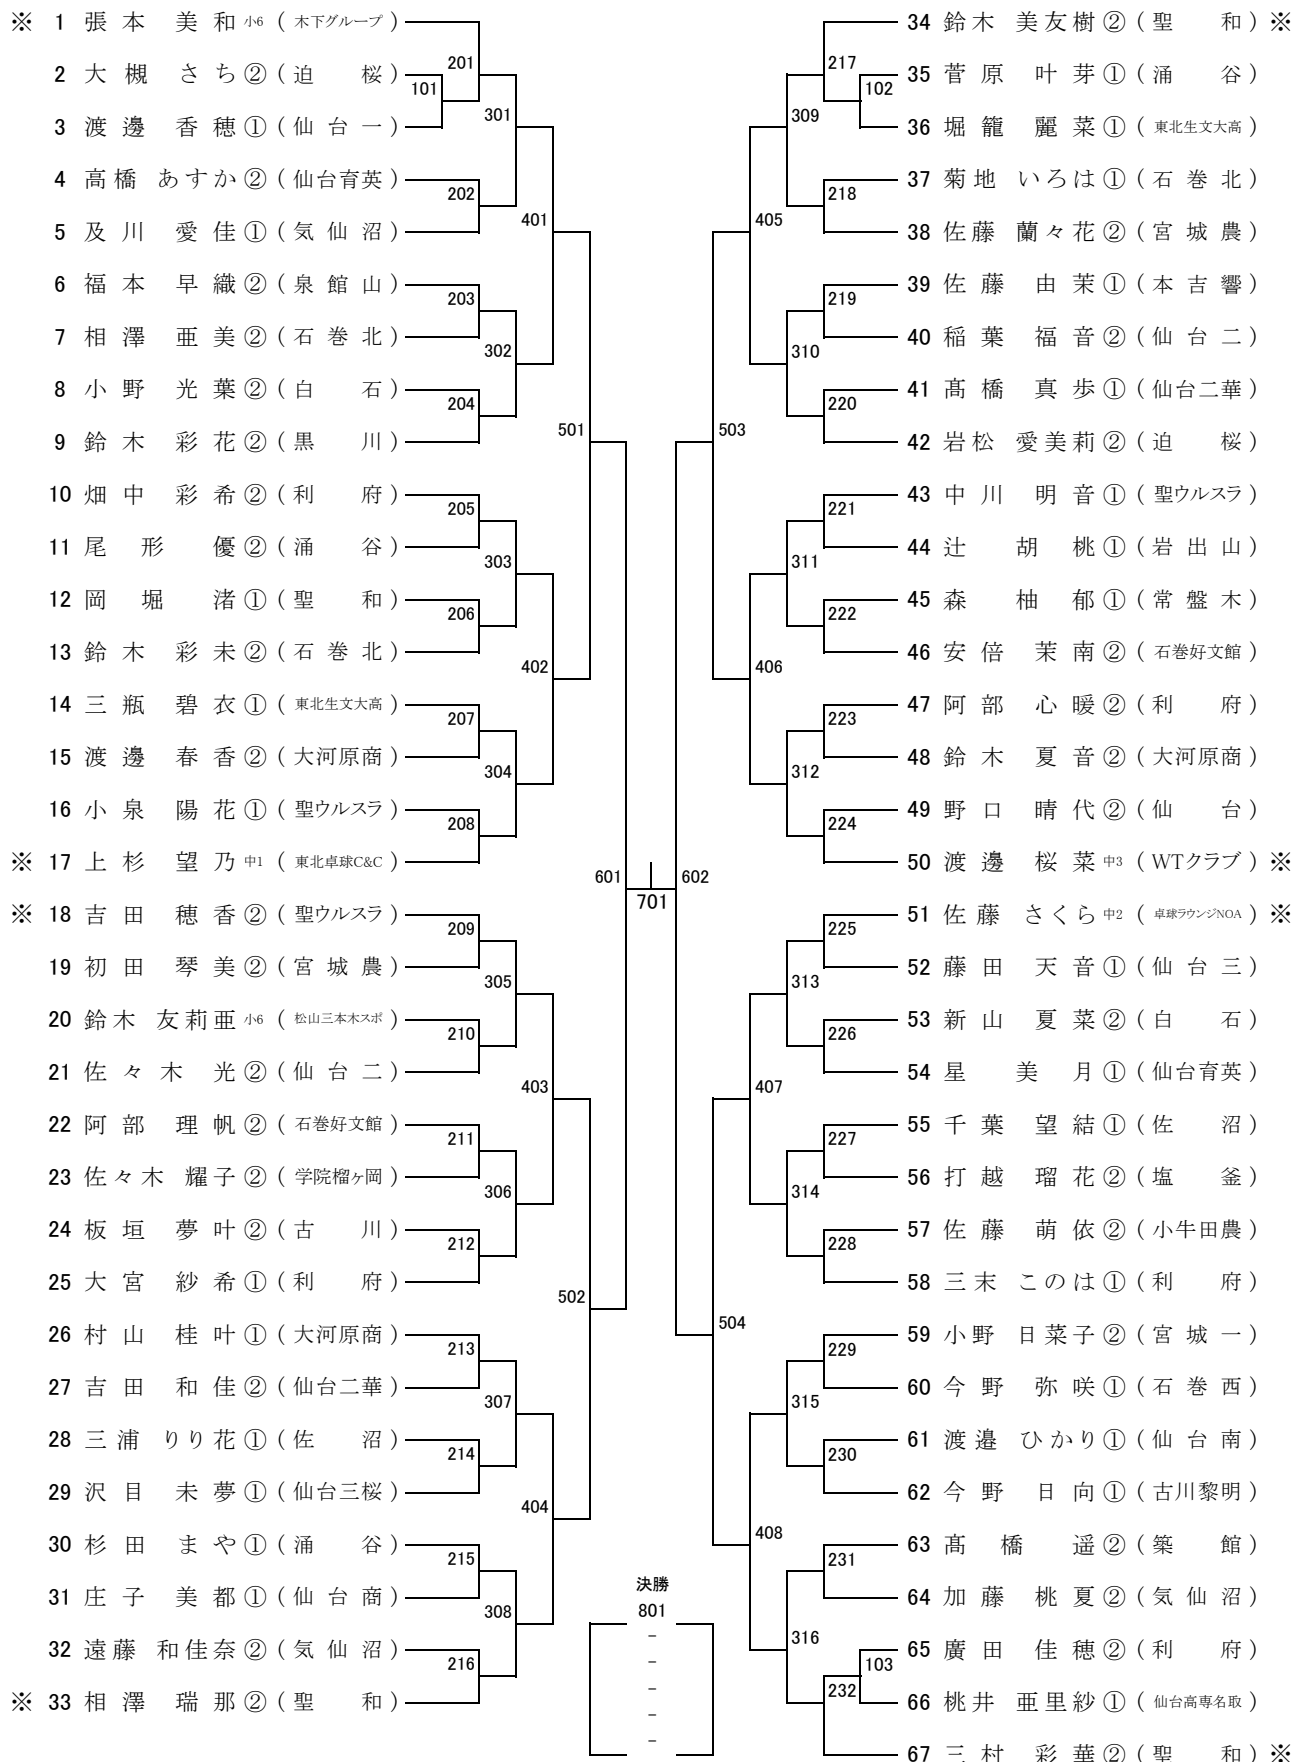 ※ 1 張本 美和 小6 (木下グループ)
2 大槻 さち② (迫桜)
3 渡邊 香穂① (仙台一)
4 高橋 あすか② (仙台育英)
5 及川 愛佳① (気仙沼)
6 福本 早織② (泉館山)
7 相澤 亜美② (石巻北)
8 小野 光葉② (白石)
9 鈴木 彩花② (黒川)
10 畑中 彩希② (利府)
11 尾形 優② (涌谷)
12 岡堀 渚① (聖和)
13 鈴木 彩未② (石巻北)
14 三瓶 碧衣① (東北生文大高)
15 渡邊 春香② (大河原商)
16 小泉 陽花① (聖ウルスラ)
※ 17 上杉 望乃 中1 (東北卓球C&C)
※ 18 吉田 穂香② (聖ウルスラ)
19 初田 琴美② (宮城農)
20 鈴木 友莉亜 小6 (松山三本木スポ)
21 佐々木 光② (仙台二)
22 阿部 理帆② (石巻好文館)
23 佐々木 耀子② (学院榴ヶ岡)
24 板垣 夢叶② (古川)
25 大宮 紗希① (利府)
26 村山 桂叶① (大河原商)
27 吉田 和佳② (仙台二華)
28 三浦 りり花① (佐沼)
29 沢目 未夢① (仙台三桜)
30 杉田 まや① (涌谷)
31 庄子 美都① (仙台商)
32 遠藤 和佳奈② (気仙沼)
※ 33 相澤 瑞那② (聖和)
101
201
202
203
204
205
206
207
208
209
210
211
212
213
214
215
216
301
302
303
304
305
306
307
308
401
402
403
404
501
502
601
701
602
決勝
801
-
-
-
-
-
503
504
405
406
407
408
309
310
311
312
313
314
315
316
217
218
219
220
221
222
223
224
225
226
227
228
229
230
231
232
102
103
34 鈴木 美友樹② (聖和) ※
35 菅原 叶芽① (涌谷)
36 堀籠 麗菜① (東北生文大高)
37 菊地 いろは① (石巻北)
38 佐藤 蘭々花② (宮城農)
39 佐藤 由茉① (本吉響)
40 稲葉 福音② (仙台二)
41 髙橋 真歩① (仙台二華)
42 岩松 愛美莉② (迫桜)
43 中川 明音① (聖ウルスラ)
44 辻 胡桃① (岩出山)
45 森 柚郁① (常盤木)
46 安倍 茉南② (石巻好文館)
47 阿部 心暖② (利府)
48 鈴木 夏音② (大河原商)
49 野口 晴代② (仙台)
50 渡邊 桜菜 中3 (WTクラブ) ※
51 佐藤 さくら 中2 (卓球ラウンジNOA) ※
52 藤田 天音① (仙台三)
53 新山 夏菜② (白石)
54 星 美月① (仙台育英)
55 千葉 望結① (佐沼)
56 打越 瑠花② (塩釜)
57 佐藤 萌依② (小牛田農)
58 三末 このは① (利府)
59 小野 日菜子② (宮城一)
60 今野 弥咲① (石巻西)
61 渡邉 ひかり① (仙台南)
62 今野 日向① (古川黎明)
63 髙橋 遥② (築館)
64 加藤 桃夏② (気仙沼)
65 廣田 佳穂② (利府)
66 桃井 亜里紗① (仙台高専名取)
67 三村 彩華② (聖和) ※